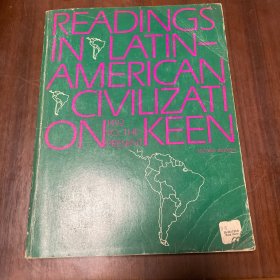 READINGS
IN LATIN-
AMERICAN
CIVILIZATI
ON KEEN